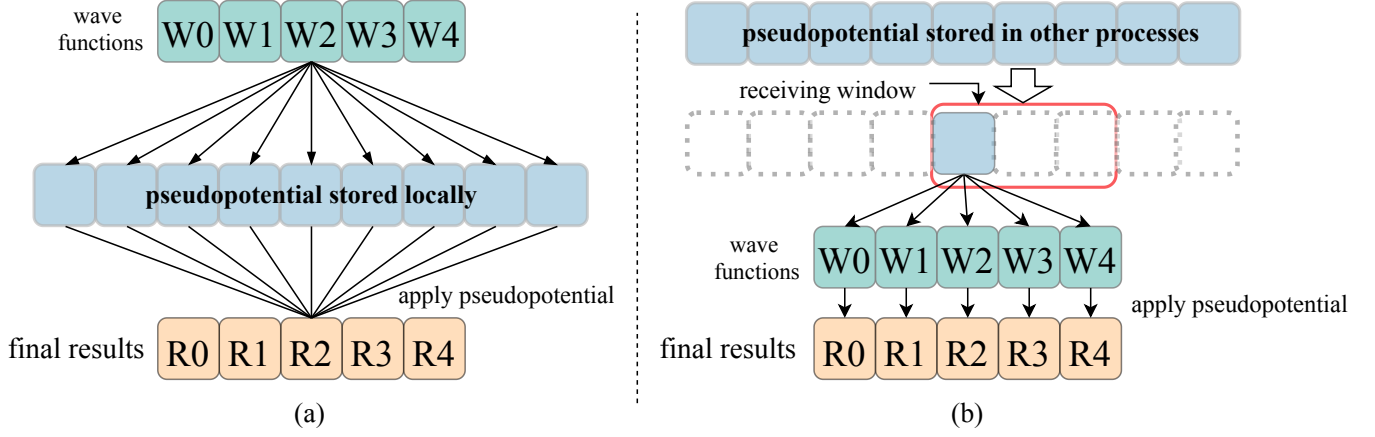 wave
functions
W0 W1 W2 W3 W4
pseudopotential stored locally
apply pseudopotential
final results
R0 R1 R2 R3 R4
(a)
pseudopotential stored in other processes
receiving window
wave
functions
W0 W1 W2 W3 W4
apply pseudopotential
final results
R0 R1 R2 R3 R4
(b)